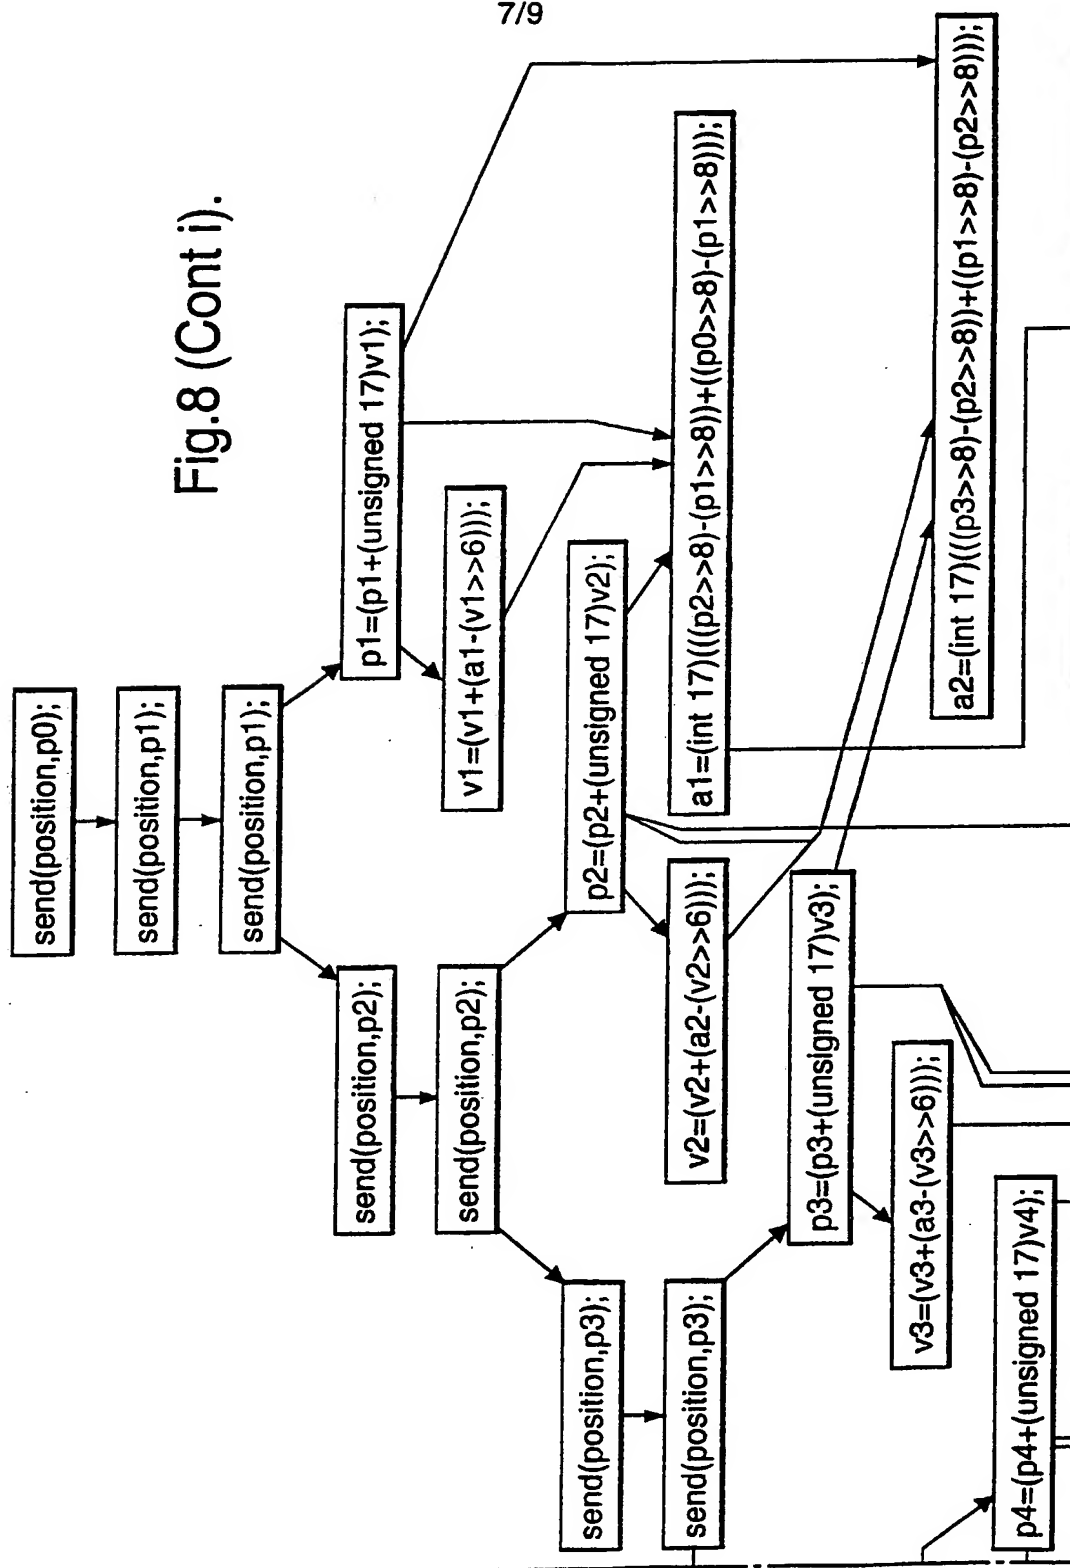 7/9
Fig.8 (Cont i).
send(position,p0);
send(position,p1);
send(position,p1);
p1=(p1+(unsigned 17)v1);
send(position,p2);
v1=(v1+(a1-(v1>>6)));
send(position,p2);
p2=(p2+(unsigned 17)v2);
send(position,p3);
a1=(int 17)(((p2>>8)-(p1>>8))+((p0>>8)-(p1>>8)));
v2=(v2+(a2-(v2>>6)));
send(position,p3);
p3=(p3+(unsigned 17)v3);
v3=(v3+(a3-(v3>>6)));
a2=(int 17)(((p3>>8)-(p2>>8))+((p1>>8)-(p2>>8)));
p4=(p4+(unsigned 17)v4);